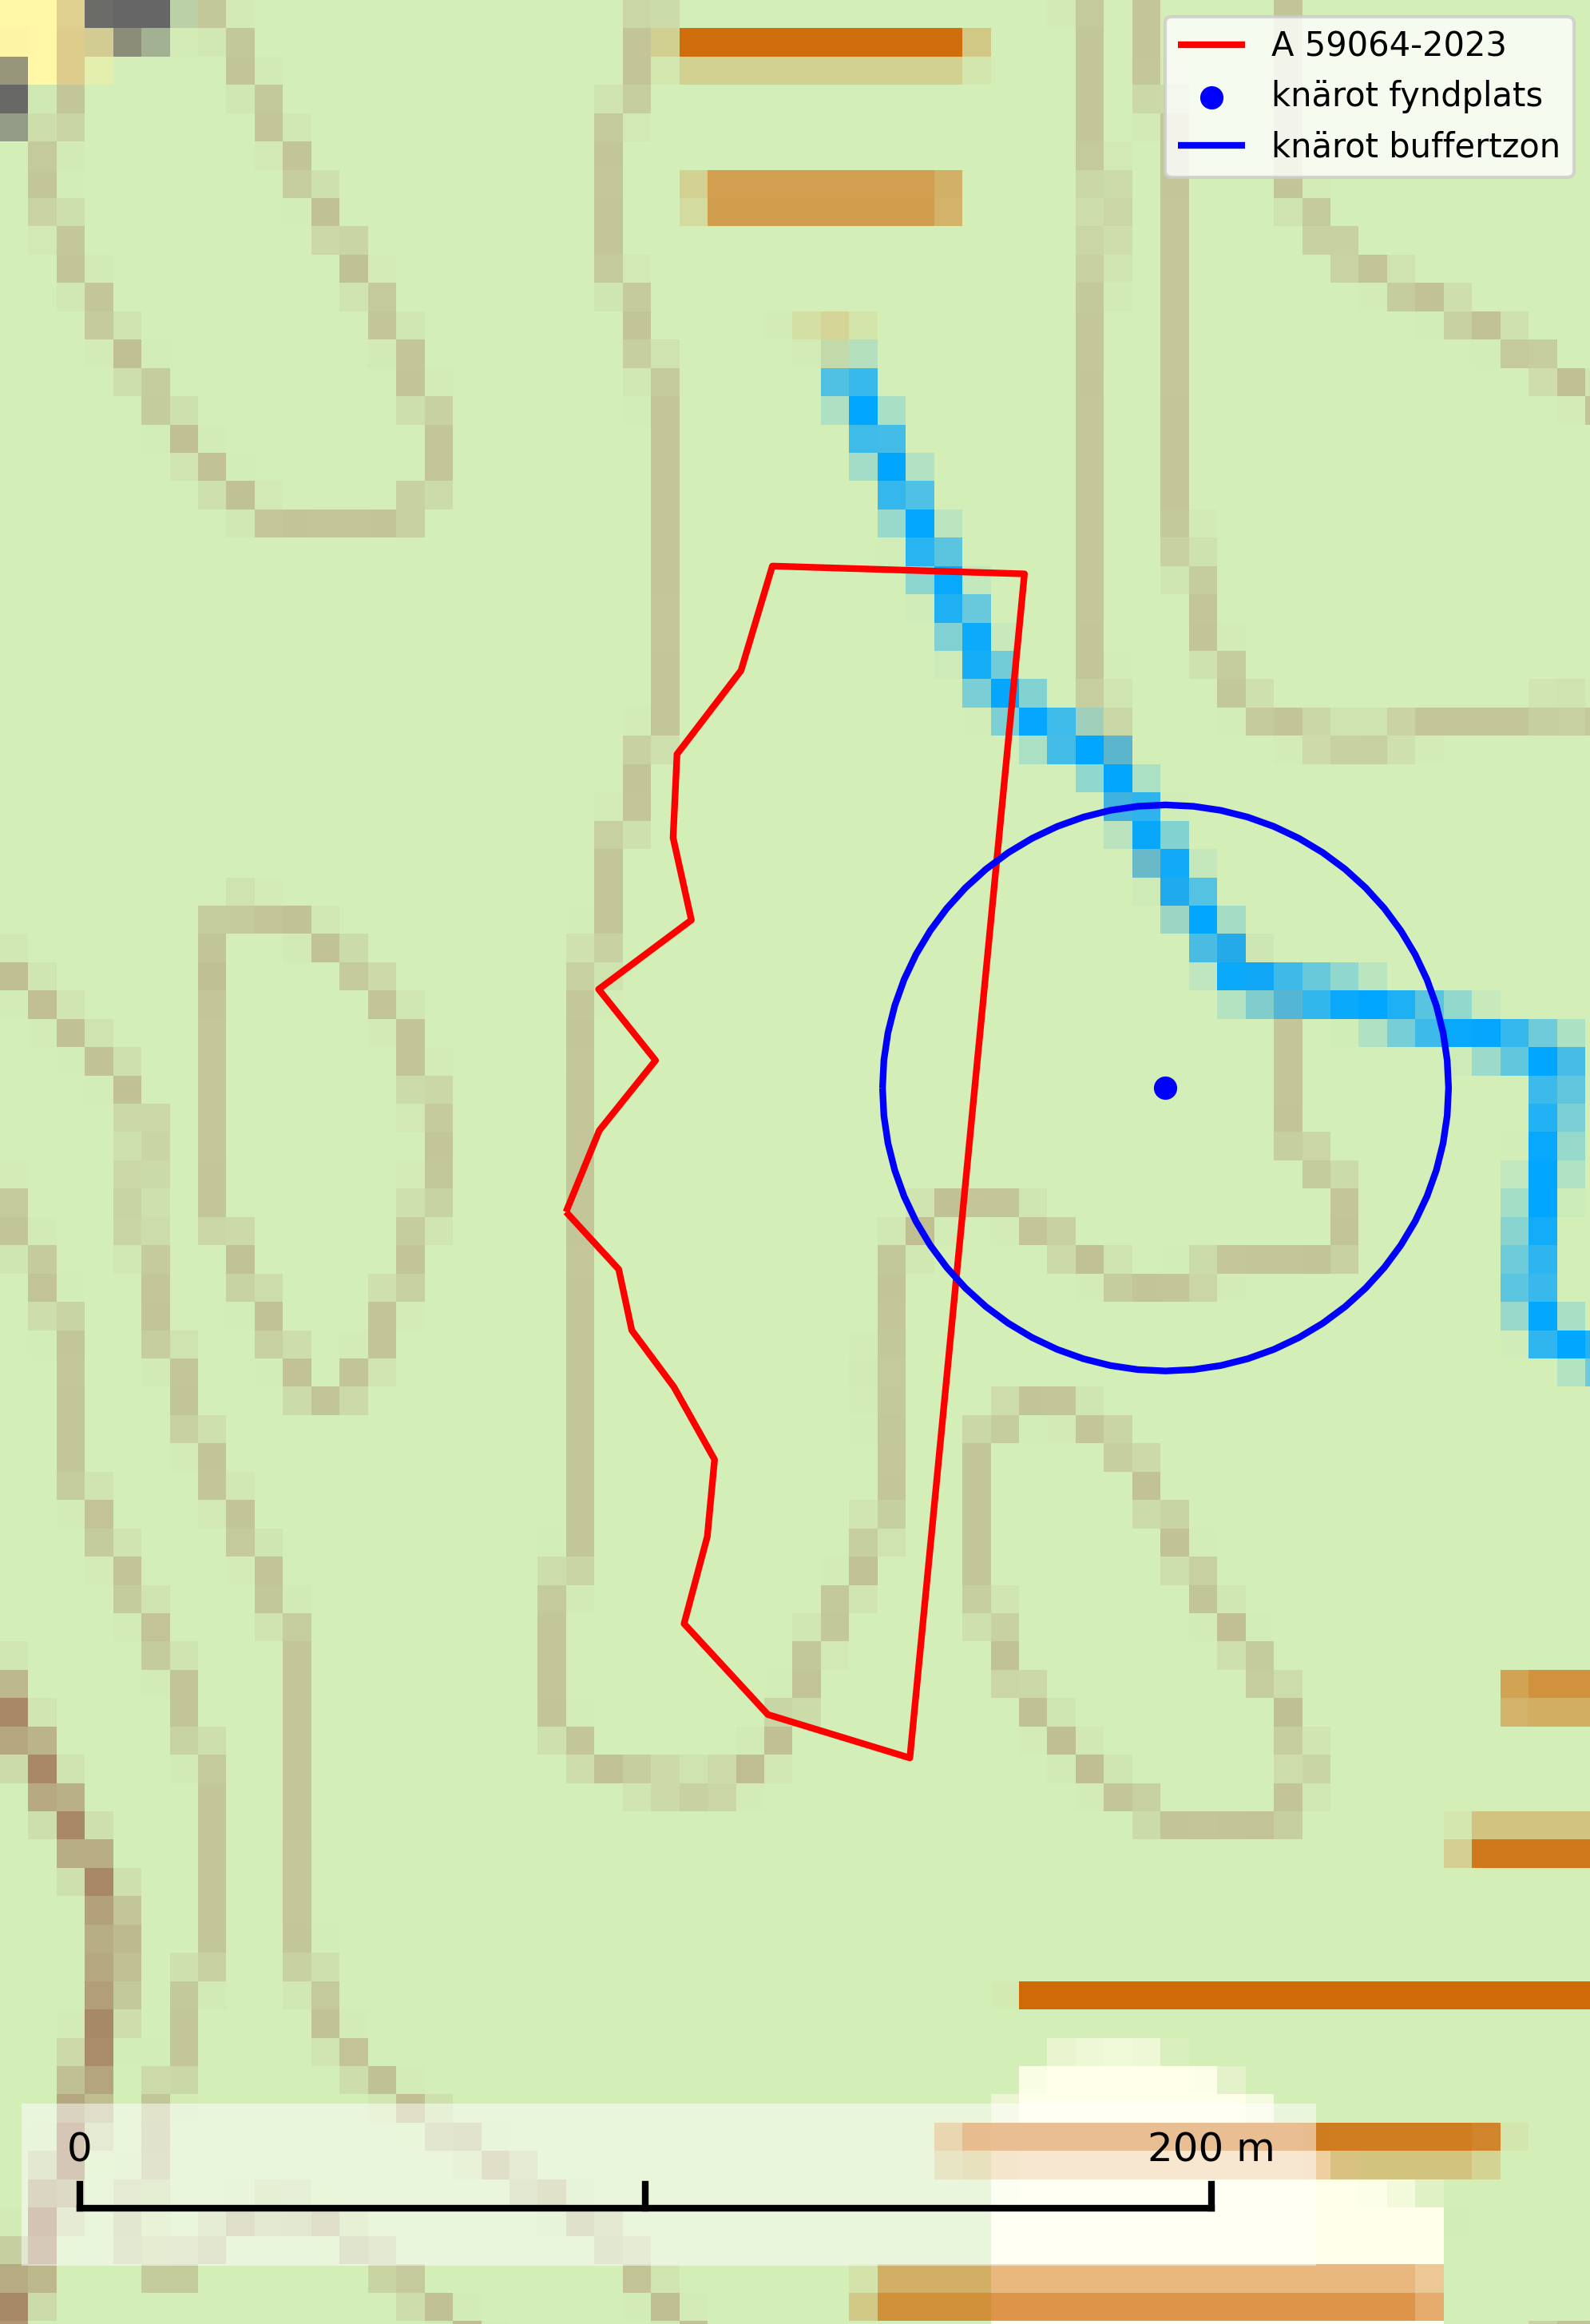 A 59064-2023
knärot fyndplats
knärot buffertzon
0 200 m